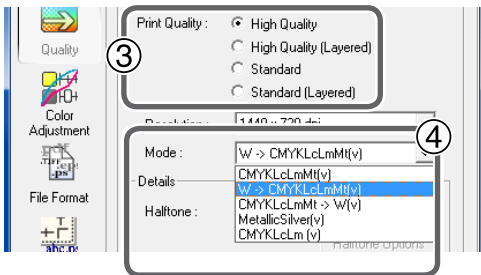 Quality
Color
Adjustment
File Format
Print Quality :
High Quality
High Quality (Layered)
Standard
Standard (Layered)
③
Resolution :
1440 x 720 dpi
④
Mode :
W -> CMYKLcLmMt(v)
CMYKLcLmMt(v)
W -> CMYKLcLmMt(v)
CMYKLcLmMt -> W(v)
MetallicSilver(v)
CMYKLcLm (v)
Details
Halftone :
Halftone Options